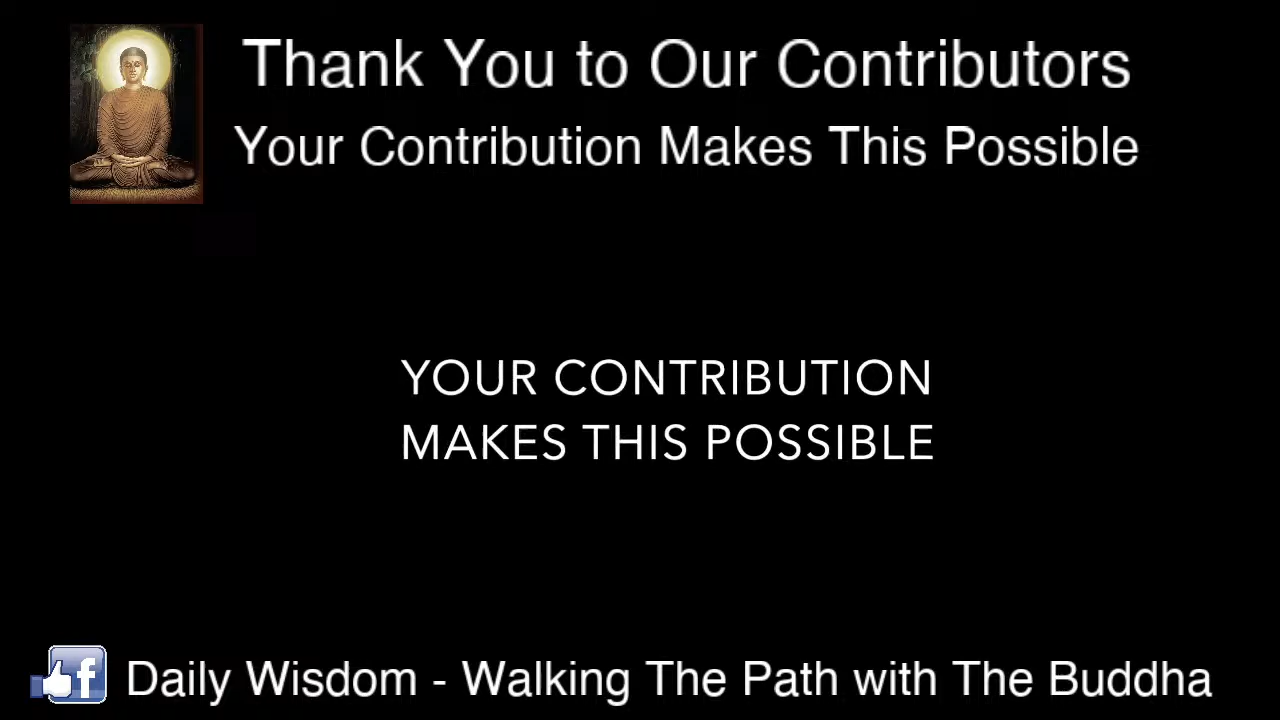 Thank You to Our Contributors
Your Contribution Makes This Possible
YOUR CONTRIBUTION
MAKES THIS POSSIBLE
f Daily Wisdom - Walking The Path with The Buddha